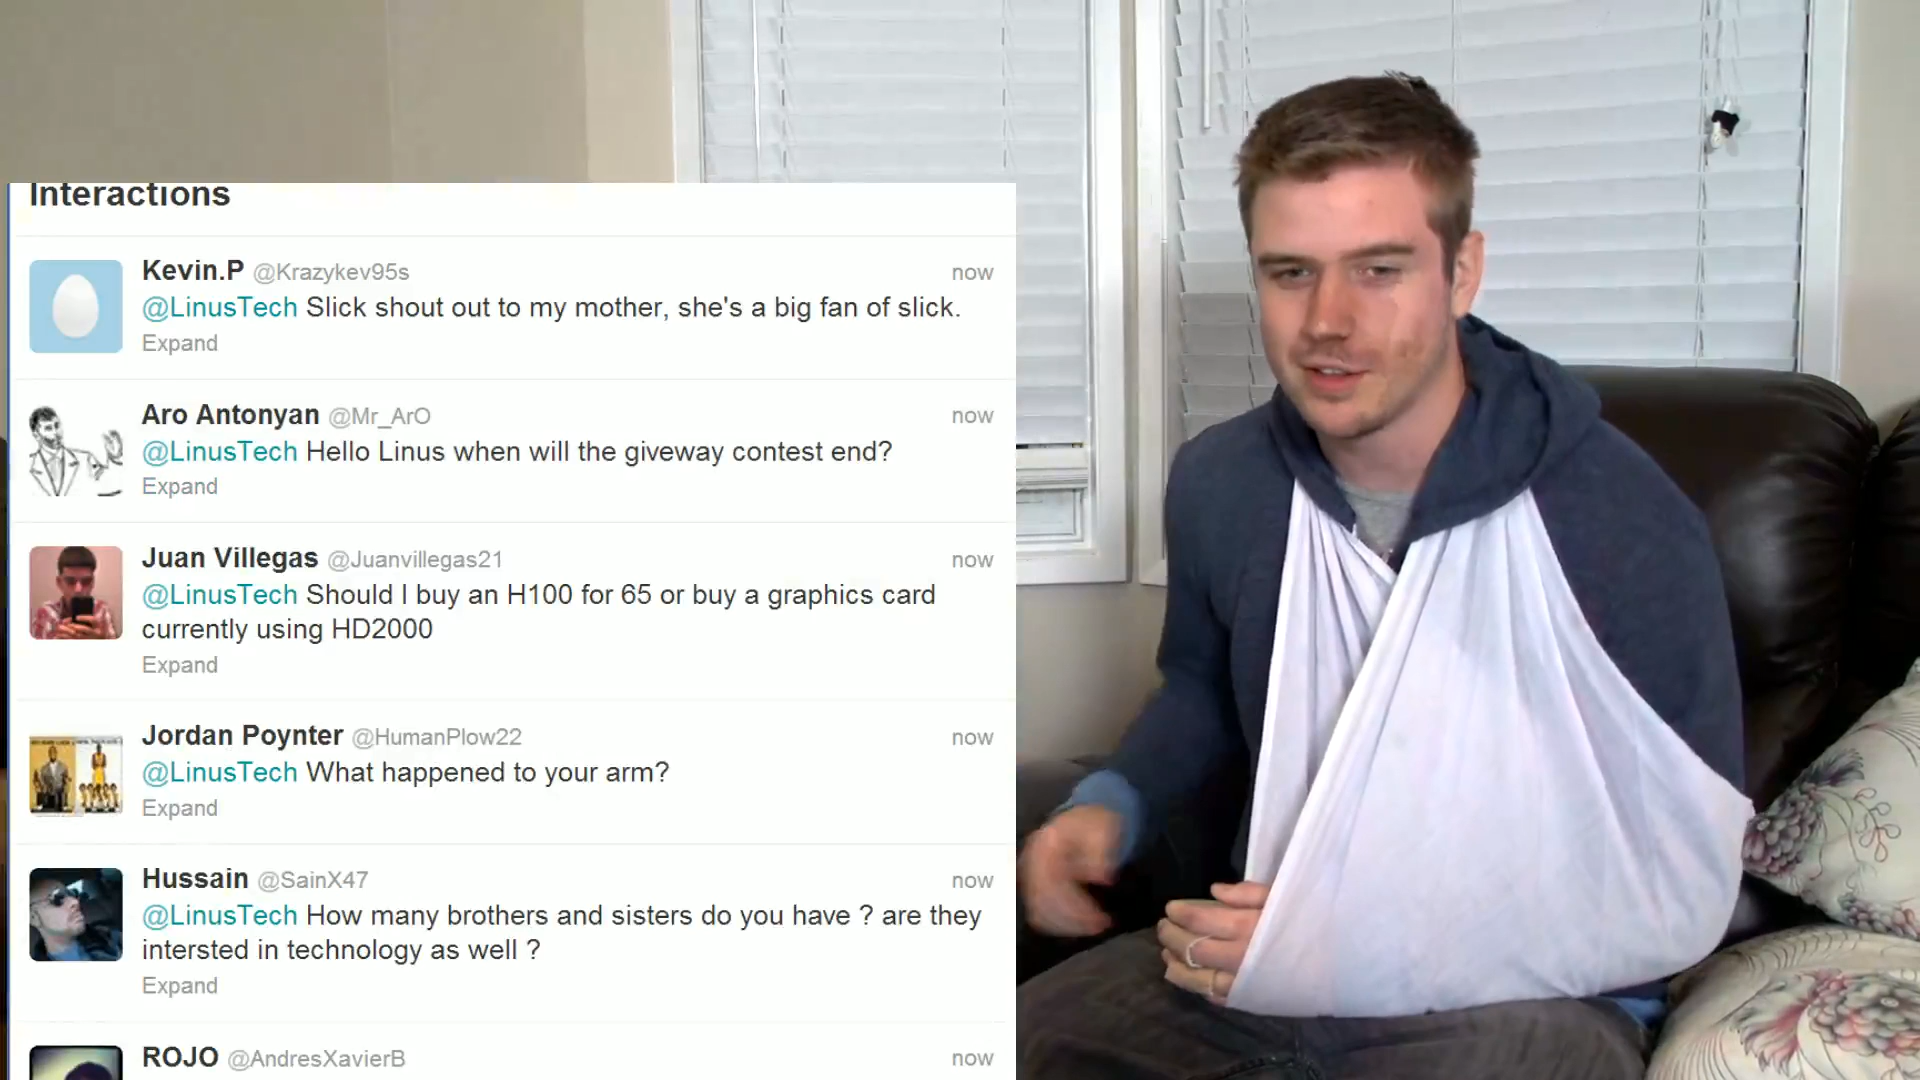 Interactions
Kevin.P @Krazykev95s now
@LinusTech Slick shout out to my mother, she's a big fan of slick.
Expand
Aro Antonyan @Mr_ArO now
@LinusTech Hello Linus when will the giveway contest end?
Expand
Juan Villegas @Juanvillegas21 now
@LinusTech Should I buy an H100 for 65 or buy a graphics card
currently using HD2000
Expand
Jordan Poynter @HumanPlow22 now
@LinusTech What happened to your arm?
Expand
Hussain @SainX47 now
@LinusTech How many brothers and sisters do you have ? are they
intersted in technology as well ?
Expand
ROJO @AndresXavierB now